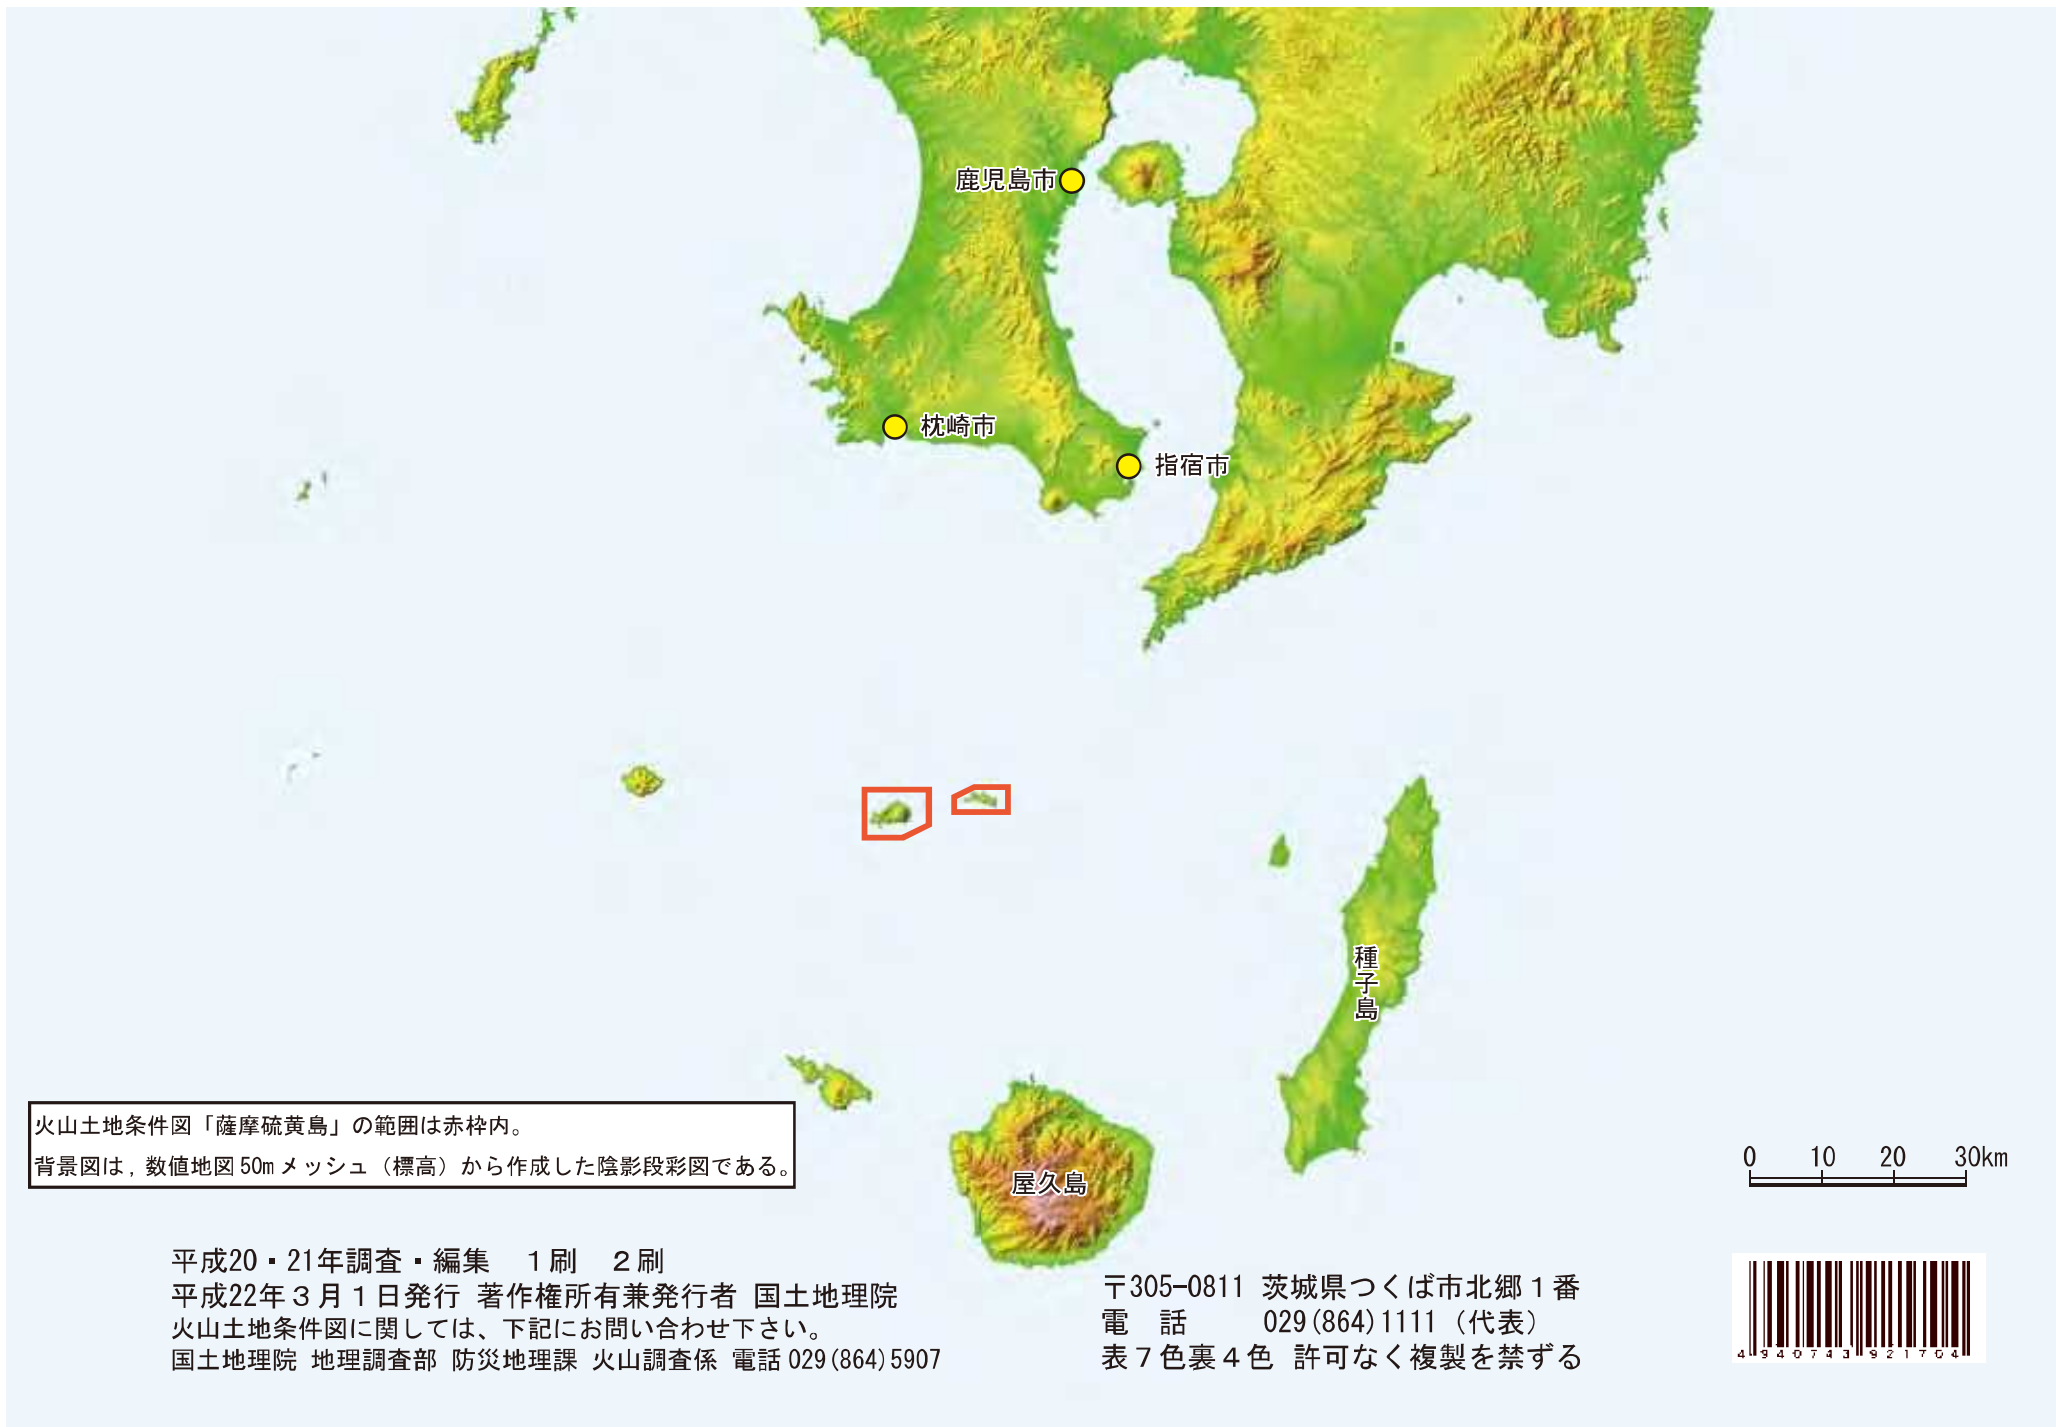 鹿児島市
枕崎市
指宿市
種子島
屋久島
火山土地条件図「薩摩硫黄島」の範囲は赤枠内。
背景図は，数値地図50mメッシュ（標高）から作成した陰影段彩図である。
0 10 20 30km
平成20・21年調査・編集　１刷　２刷
平成22年３月１日発行 著作権所有兼発行者 国土地理院
火山土地条件図に関しては、下記にお問い合わせ下さい。
国土地理院 地理調査部 防災地理課 火山調査係 電話029(864)5907
〒305-0811 茨城県つくば市北郷１番
電　話　　029(864)1111（代表）
表７色裏４色 許可なく複製を禁ずる
4940743921704